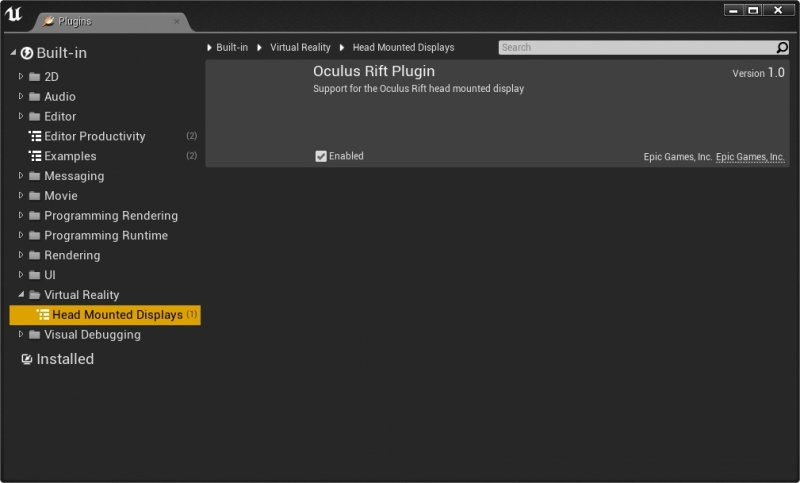 Plugins
Built-in
2D
Audio
Editor
Editor Productivity (2)
Examples (2)
Messaging
Movie
Programming Rendering
Programming Runtime
Rendering
UI
Virtual Reality
Head Mounted Displays (1)
Visual Debugging
Installed
Built-in Virtual Reality Head Mounted Displays
Search
Oculus Rift Plugin
Version 1.0
Support for the Oculus Rift head mounted display
Enabled
Epic Games, Inc. Epic Games, Inc.